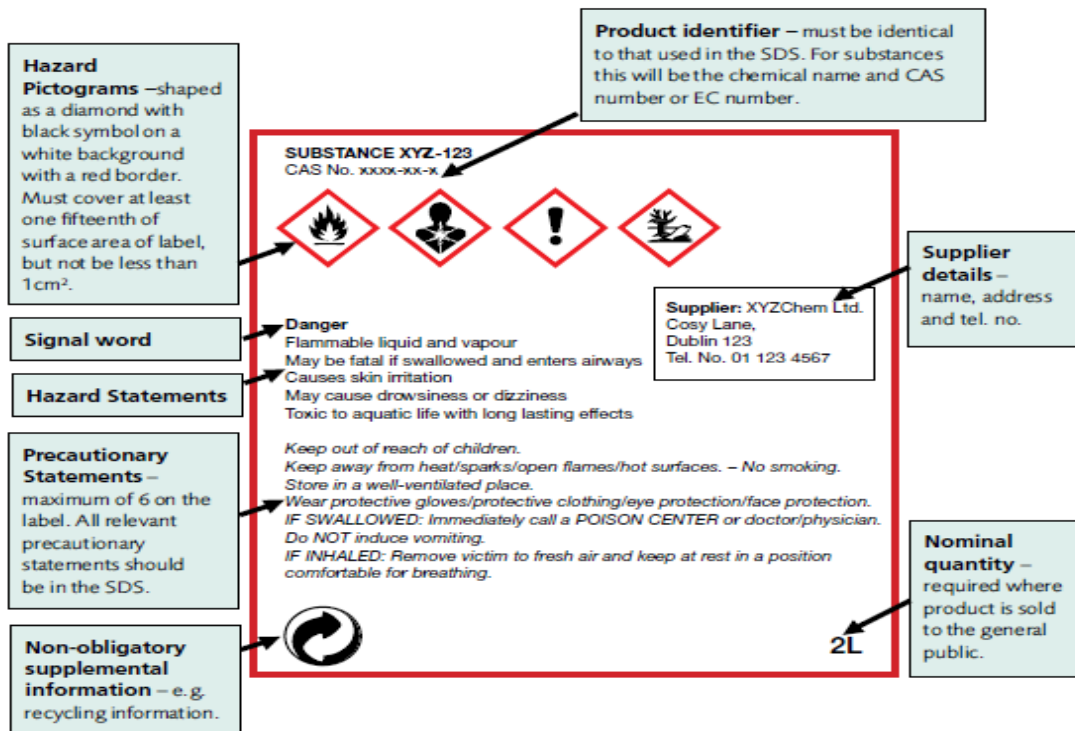 Product identifier – must be identical
to that used in the SDS. For substances
this will be the chemical name and CAS
number or EC number.
Hazard
Pictograms –shaped
as a diamond with
black symbol on a
white background
with a red border.
Must cover at least
one fifteenth of
surface area of label,
but not be less than
1cm².
Signal word
Hazard Statements
Precautionary
Statements –
maximum of 6 on the
label. All relevant
precautionary
statements should
be in the SDS.
Non-obligatory
supplemental
information – e.g.
recycling information.
SUBSTANCE XYZ-123
CAS No. xxxx-xx-x
Supplier: XYZChem Ltd.
Cosy Lane,
Dublin 123
Tel. No. 01 123 4567
Danger
Flammable liquid and vapour
May be fatal if swallowed and enters airways
Causes skin irritation
May cause drowsiness or dizziness
Toxic to aquatic life with long lasting effects
Keep out of reach of children.
Keep away from heat/sparks/open flames/hot surfaces. – No smoking.
Store in a well-ventilated place.
Wear protective gloves/protective clothing/eye protection/face protection.
IF SWALLOWED: Immediately call a POISON CENTER or doctor/physician.
Do NOT induce vomiting.
IF INHALED: Remove victim to fresh air and keep at rest in a position
comfortable for breathing.
2L
Supplier
details –
name, address
and tel. no.
Nominal
quantity –
required where
product is sold
to the general
public.